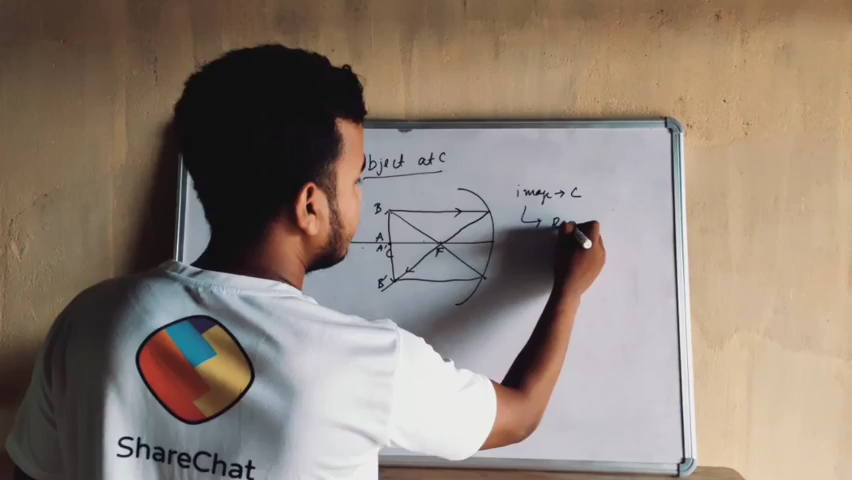 bject at C
image → C
B
A
A'
C
F
B'
ShareChat